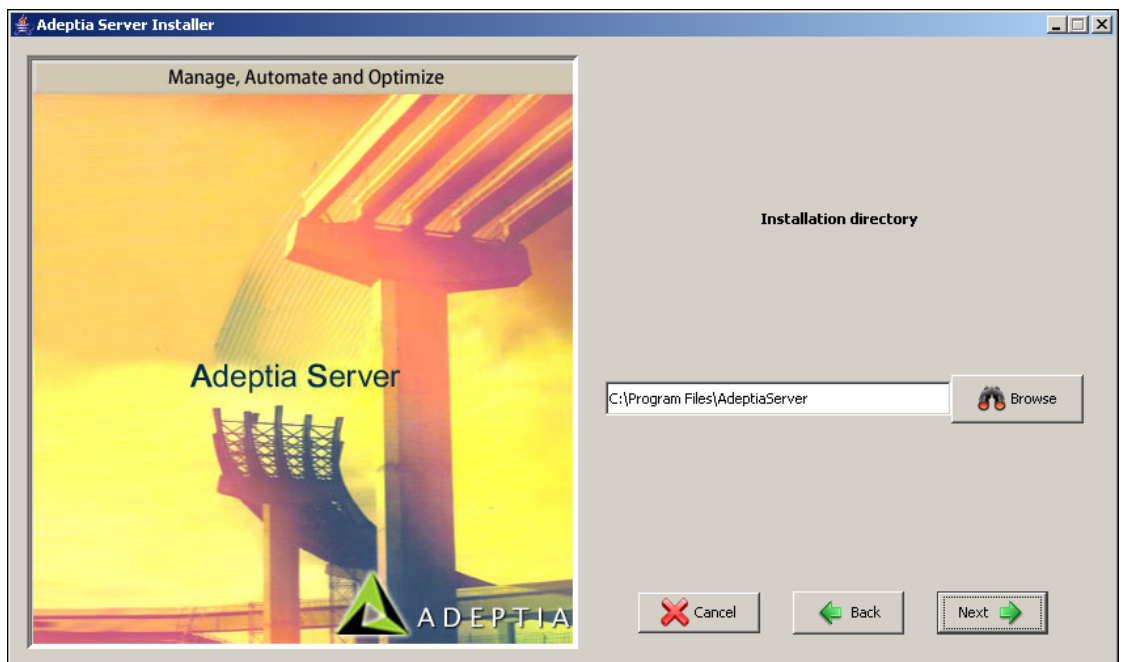 Adeptia Server Installer
Manage, Automate and Optimize
Adeptia Server
ADEPTIA
Installation directory
C:\Program Files\AdeptiaServer
Browse
Cancel
Back
Next